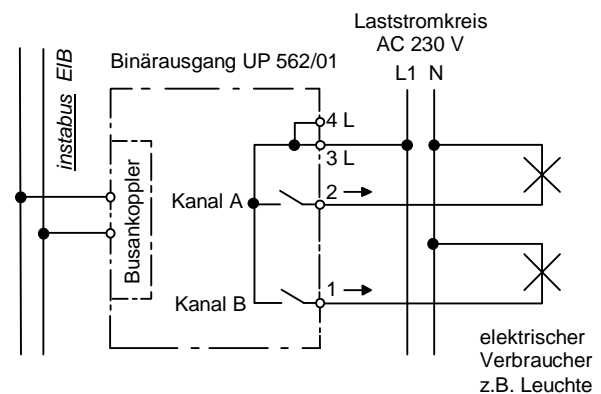 Laststromkreis
AC 230 V
L1 N
Binärausgang UP 562/01
instabus EIB
Busankoppler
4 L
3 L
Kanal A
2
Kanal B
1
elektrischer
Verbraucher
z.B. Leuchte